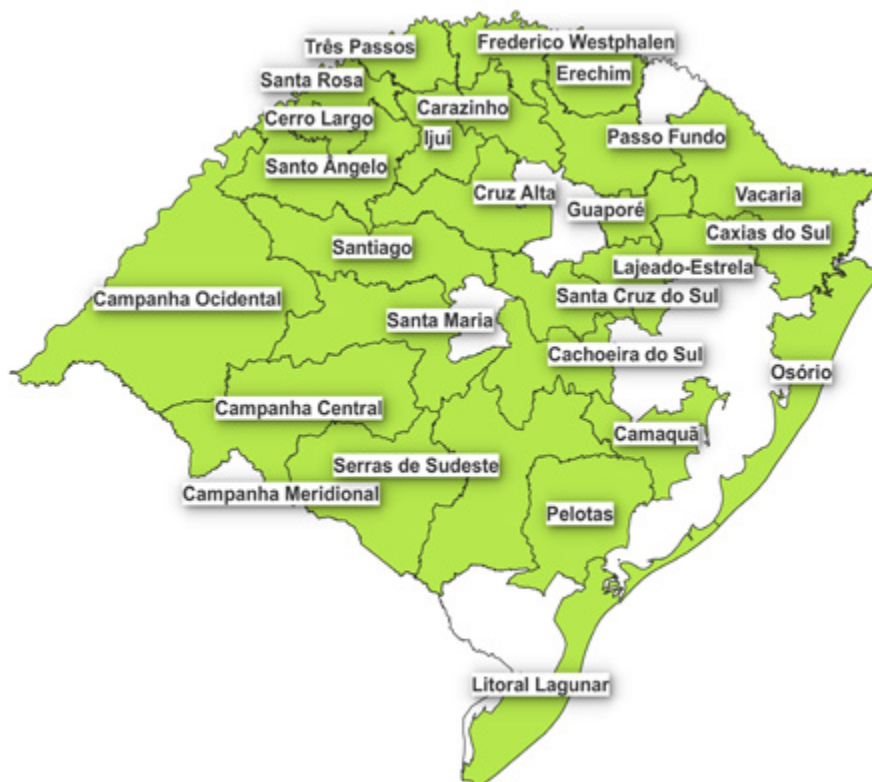 Três Passos
Frederico Westphalen
Santa Rosa
Erechim
Cerro Largo
Carazinho
Ijuí
Passo Fundo
Santo Ângelo
Cruz Alta
Guaporé
Vacaria
Caxias do Sul
Santiago
Lajeado-Estrela
Campanha Ocidental
Santa Cruz do Sul
Santa Maria
Cachoeira do Sul
Osório
Campanha Central
Camaquã
Serras de Sudeste
Campanha Meridional
Pelotas
Litoral Lagunar